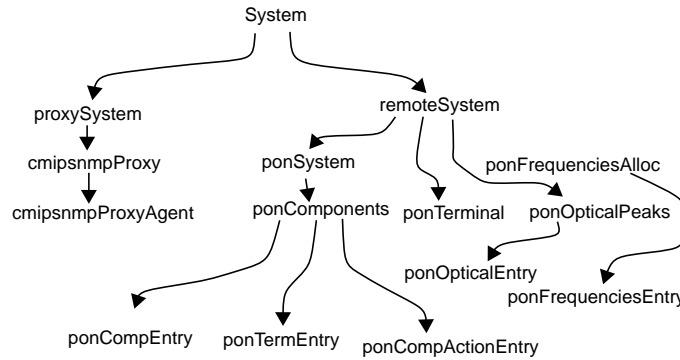 System
proxySystem
remoteSystem
cmipsnmpProxy
ponSystem
ponFrequenciesAlloc
cmipsnmpProxyAgent
ponComponents
ponTerminal
ponOpticalPeaks
ponOpticalEntry
ponFrequenciesEntry
ponCompEntry
ponTermEntry
ponCompActionEntry